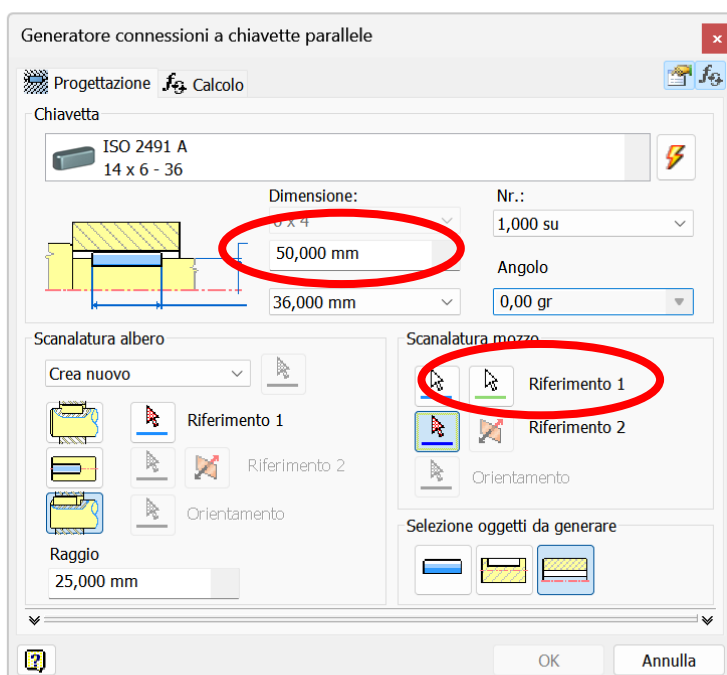 Generatore connessioni a chiavette parallele
Progettazione
Calcolo
Chiavetta
ISO 2491 A
14 x 6 - 36
Dimensione:
Nr.:
6 x 4
1,000 su
50,000 mm
Angolo
36,000 mm
0,00 gr
Scanalatura albero
Scanalatura mozzo
Crea nuovo
Riferimento 1
Riferimento 1
Riferimento 2
Riferimento 2
Orientamento
Orientamento
Selezione oggetti da generare
Raggio
25,000 mm
OK
Annulla